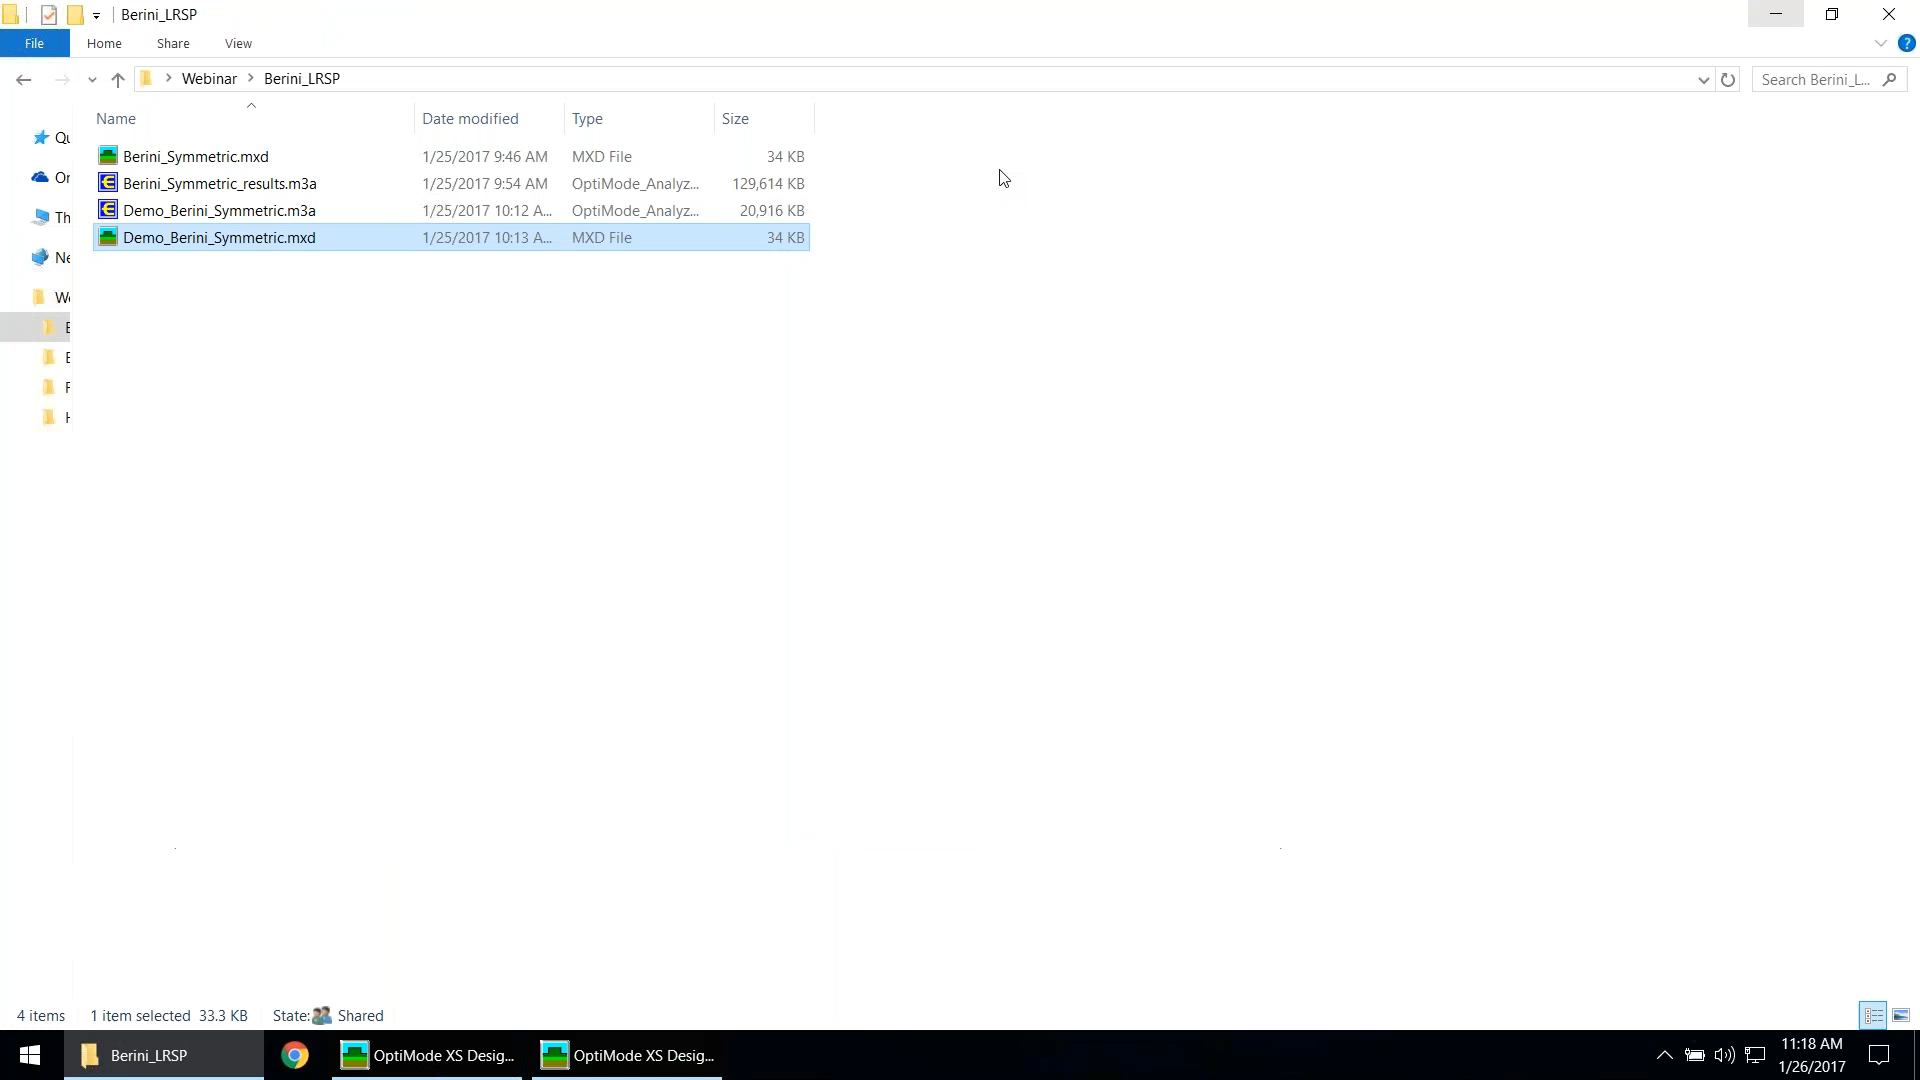 Berini_LRSP
File Home Share View
Webinar Berini_LRSP Search Berini_L...
Name Date modified Type Size
Berini_Symmetric.mxd 1/25/2017 9:46 AM MXD File 34 KB
Berini_Symmetric_results.m3a 1/25/2017 9:54 AM OptiMode_Analyz... 129,614 KB
Demo_Berini_Symmetric.m3a 1/25/2017 10:12 A... OptiMode_Analyz... 20,916 KB
Demo_Berini_Symmetric.mxd 1/25/2017 10:13 A... MXD File 34 KB
4 items 1 item selected 33.3 KB State: Shared
Berini_LRSP OptiMode XS Desig... OptiMode XS Desig... 11:18 AM
1/26/2017